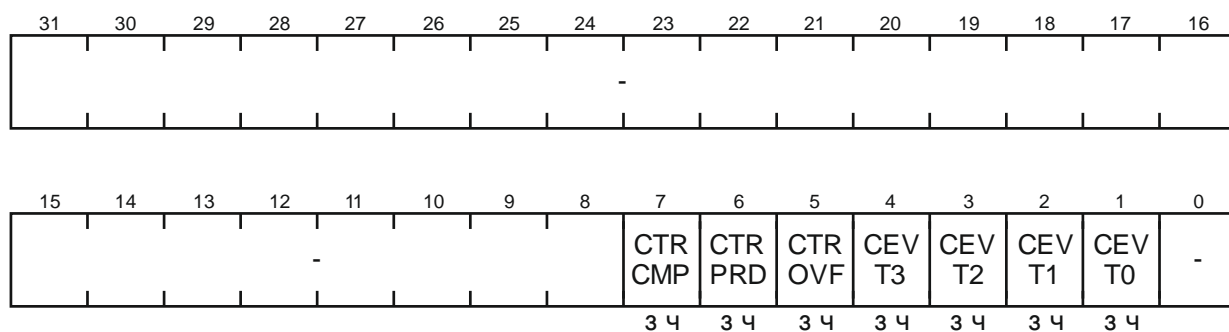 31 30 29 28 27 26 25 24 23 22 21 20 19 18 17 16
-
15 14 13 12 11 10 9 8 7 6 5 4 3 2 1 0
CTR CTR CTR CEV CEV CEV CEV
- CMP PRD OVF T3 T2 T1 T0 -
З Ч З Ч З Ч З Ч З Ч З Ч З Ч